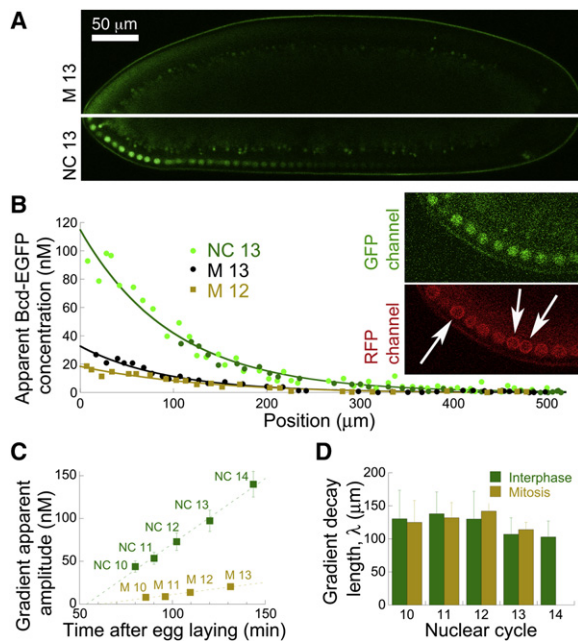 A
50 µm
M 13
NC 13
B
Apparent Bcd-EGFP
concentration (nM)
120
100
80
60
40
20
0
0
100
200
300
400
500
Position (µm)
NC 13
M 13
M 12
GFP
channel
RFP
channel
C
Gradient apparent
amplitude (nM)
150
100
50
0
50
100
150
Time after egg laying (min)
NC 14
NC 13
NC 12
NC 11
NC 10
M 10
M 11
M 12
M 13
D
Gradient decay
length, λ (µm)
200
150
100
50
0
Interphase
Mitosis
10
11
12
13
14
Nuclear cycle